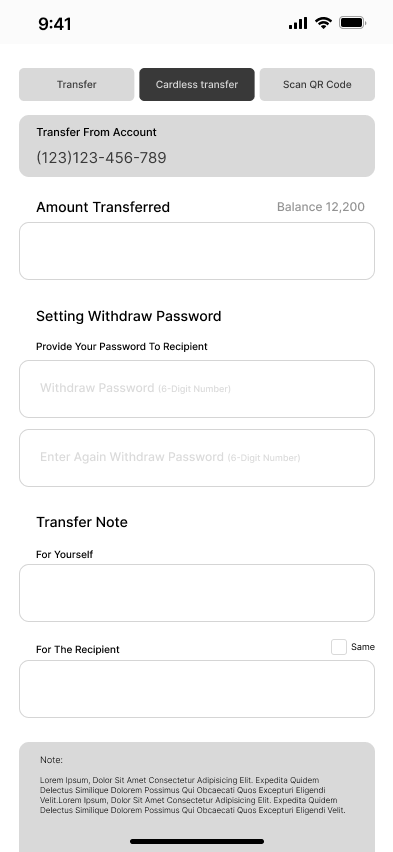 9:41
Transfer
Cardless transfer
Scan QR Code
Transfer From Account
(123)123-456-789
Amount Transferred
Balance 12,200
Setting Withdraw Password
Provide Your Password To Recipient
Withdraw Password (6-Digit Number)
Enter Again Withdraw Password (6-Digit Number)
Transfer Note
For Yourself
For The Recipient
Same
Note:
Lorem Ipsum, Dolor Sit Amet Consectetur Adipisicing Elit. Expedita Quidem
Delectus Similique Dolorem Possimus Qui Obcaecati Quos Excepturi Eligendi
Velit.Lorem Ipsum, Dolor Sit Amet Consectetur Adipisicing Elit. Expedita Quidem
Delectus Similique Dolorem Possimus Qui Obcaecati Quos Excepturi Eligendi Velit.